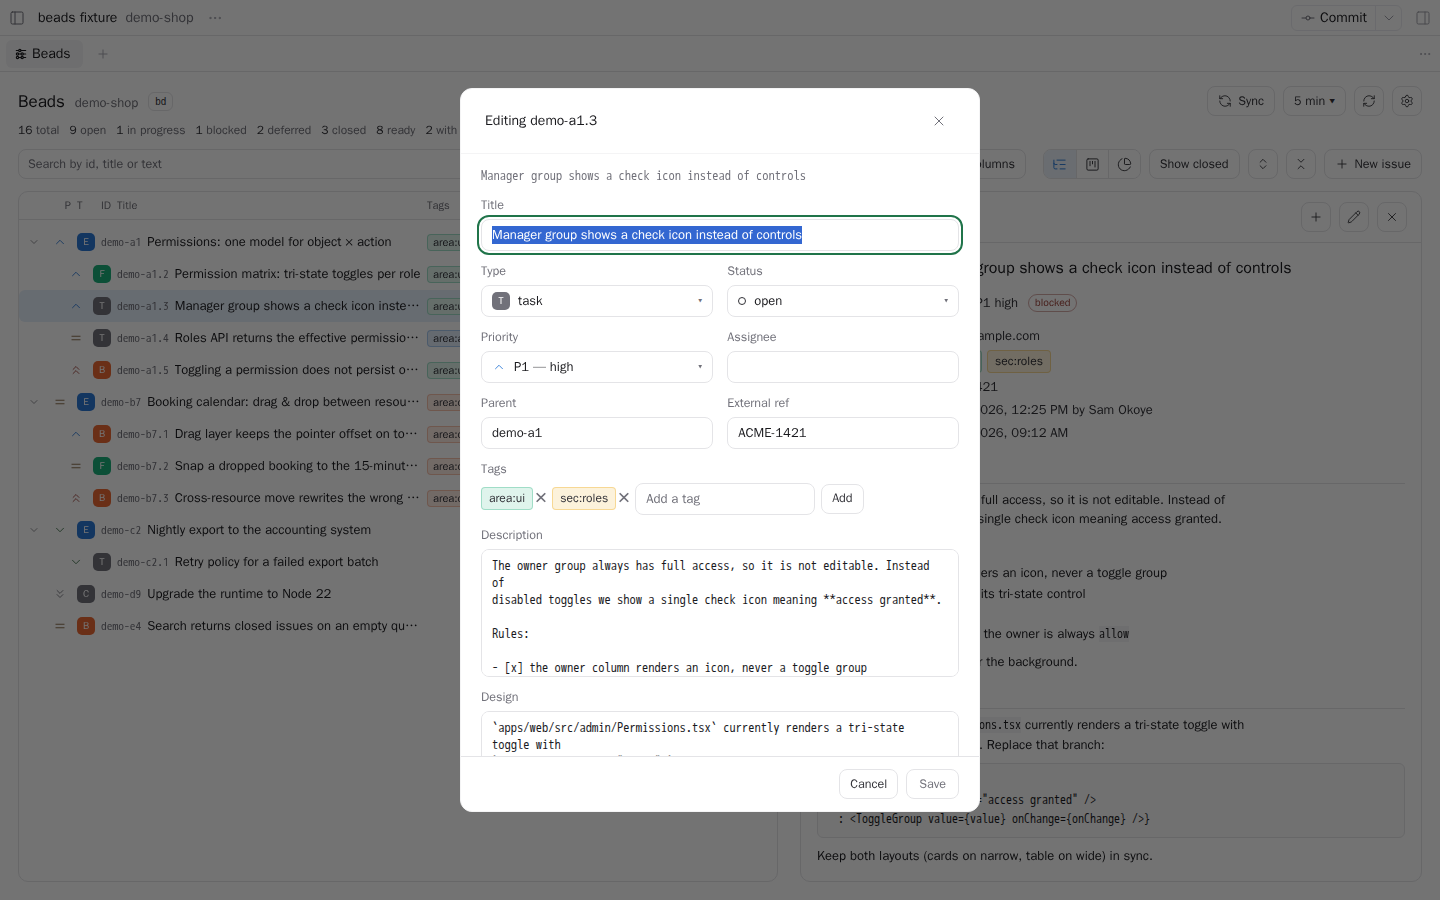 beads fixture demo-shop ···
Commit
Beads
Beads demo-shop bd
Sync
5 min
16 total 9 open 1 in progress 1 blocked 2 deferred 3 closed 8 ready 2 with
Search by id, title or text
Show closed
New issue
P T ID Title Tags
E demo-a1 Permissions: one model for object × action
F demo-a1.2 Permission matrix: tri-state toggles per role
T demo-a1.3 Manager group shows a check icon inste···
T demo-a1.4 Roles API returns the effective permissio···
B demo-a1.5 Toggling a permission does not persist o···
E demo-b7 Booking calendar: drag & drop between resou···
B demo-b7.1 Drag layer keeps the pointer offset on to···
F demo-b7.2 Snap a dropped booking to the 15-minut···
B demo-b7.3 Cross-resource move rewrites the wrong ···
E demo-c2 Nightly export to the accounting system
T demo-c2.1 Retry policy for a failed export batch
C demo-d9 Upgrade the runtime to Node 22
B demo-e4 Search returns closed issues on an empty qu···
Editing demo-a1.3
Manager group shows a check icon instead of controls
Title
Manager group shows a check icon instead of controls
Type
Status
T task
open
Priority
Assignee
P1 — high
Parent
External ref
demo-a1
ACME-1421
Tags
area:ui
sec:roles
Add a tag
Add
Description
The owner group always has full access, so it is not editable. Instead
of
disabled toggles we show a single check icon meaning **access granted**.
Rules:
- [x] the owner column renders an icon, never a toggle group
Design
`apps/web/src/admin/Permissions.tsx` currently renders a tri-state
toggle with
Cancel
Save
group shows a check icon instead of controls
P1 high blocked
sec:roles
12:25 PM by Sam Okoye
09:12 AM
full access, so it is not editable. Instead of
single check icon meaning access granted.
an icon, never a toggle group
its tri-state control
the owner is always allow
the background.
currently renders a tri-state toggle with
Replace that branch:
"access granted" />
: <ToggleGroup value={value} onChange={onChange} />}
Keep both layouts (cards on narrow, table on wide) in sync.